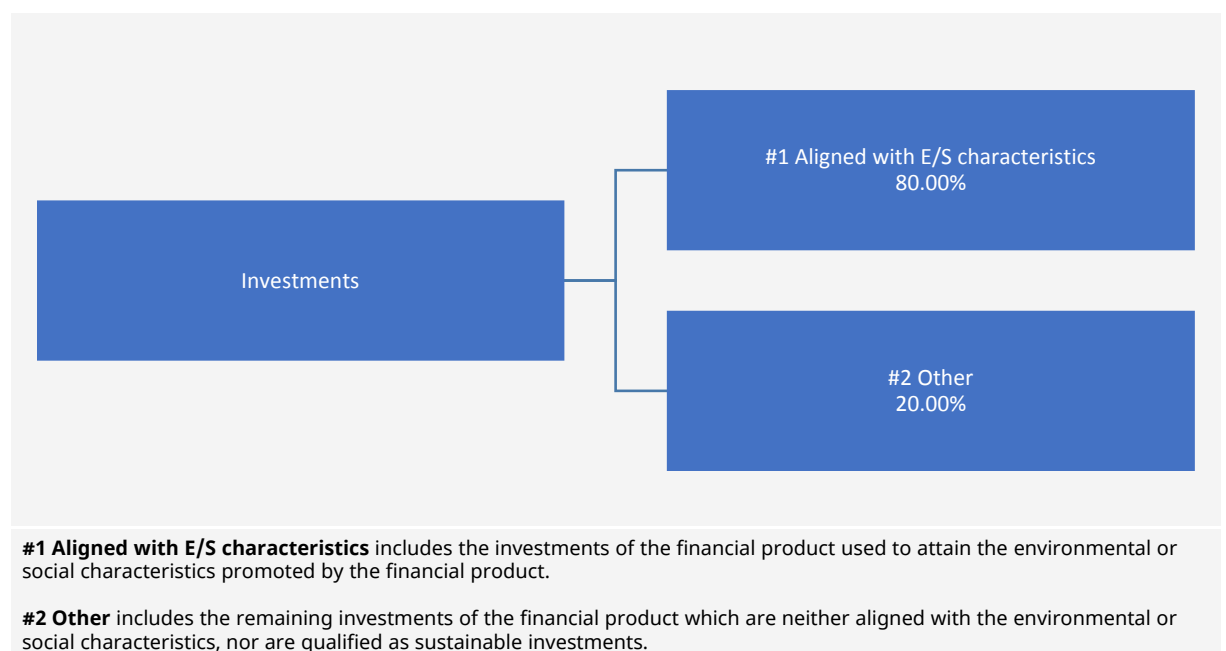 #1 Aligned with E/S characteristics
80.00%
Investments
#2 Other
20.00%
#1 Aligned with E/S characteristics includes the investments of the financial product used to attain the environmental or
social characteristics promoted by the financial product.
#2 Other includes the remaining investments of the financial product which are neither aligned with the environmental or
social characteristics, nor are qualified as sustainable investments.